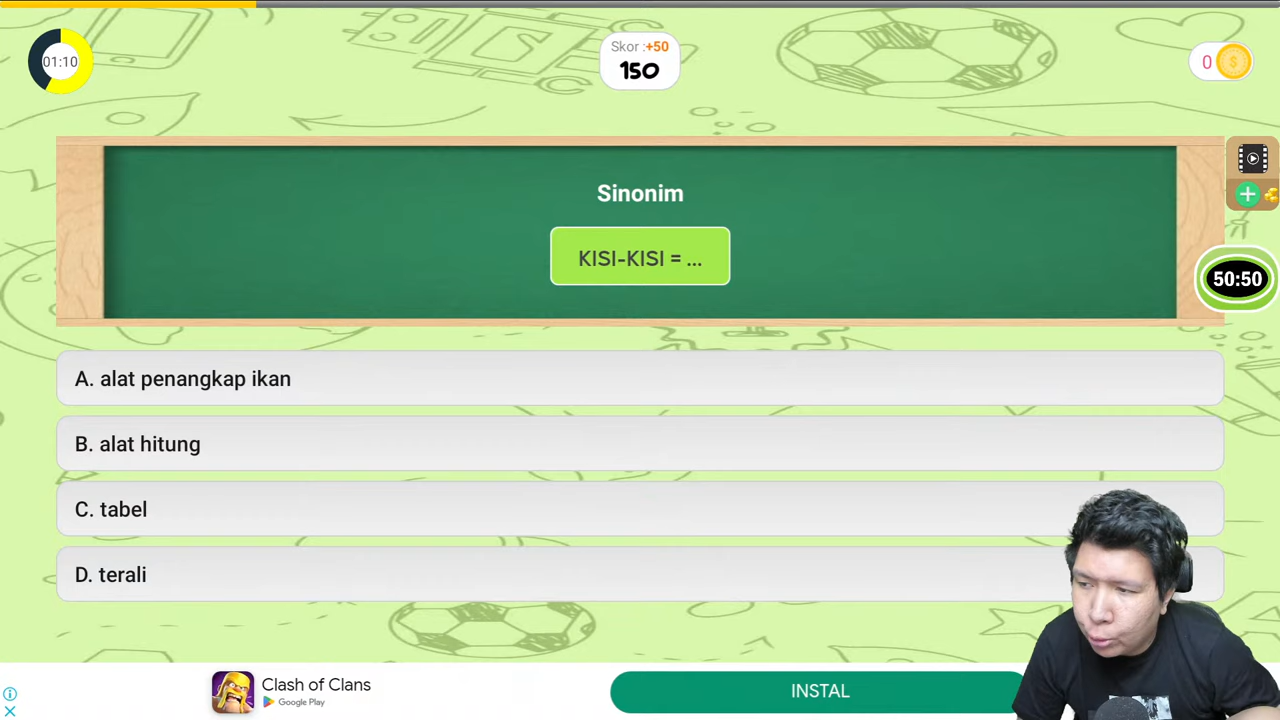 01:10
Skor :+50
150
0
Sinonim
KISI-KISI = ...
50:50
A. alat penangkap ikan
B. alat hitung
C. tabel
D. terali
Clash of Clans
Google Play
INSTAL